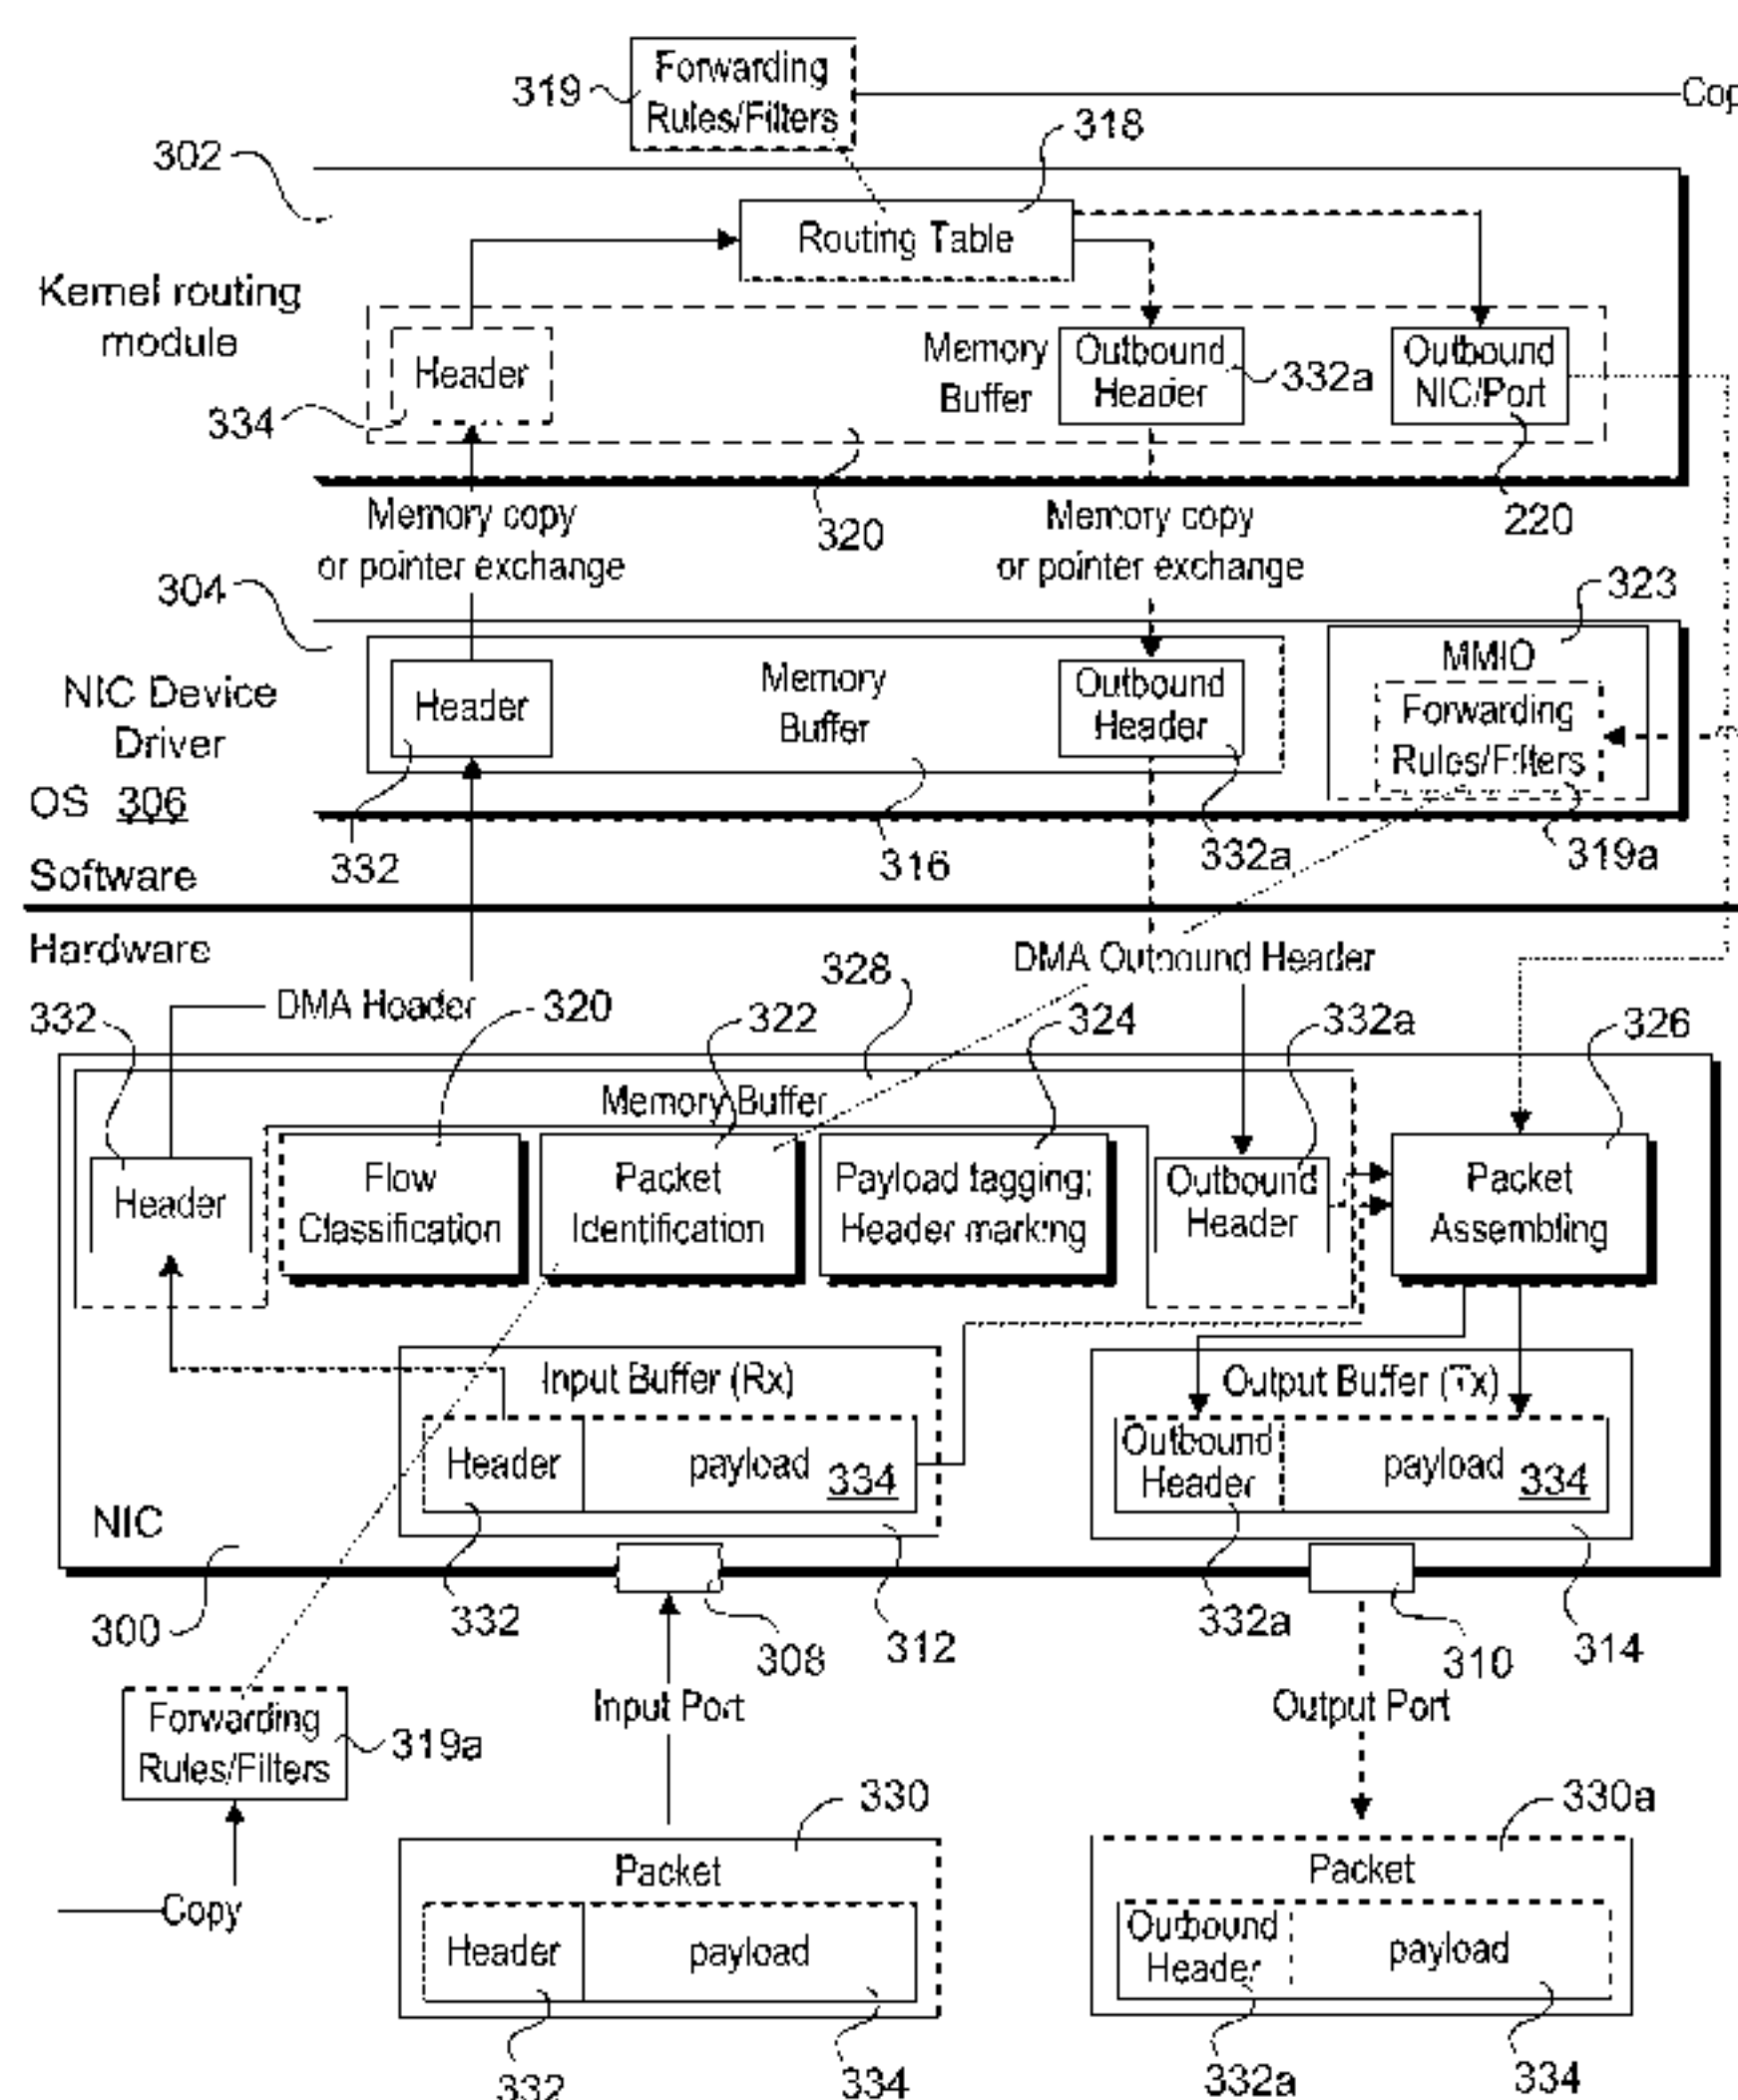 Forwarding
Rules/Filters
319
Cop
318
302
Routing Table
Kernel routing
module
Header
334
Memory
Buffer
Outbound
Header
332a
Outbound
NIC/Port
220
320
Memory copy
or pointer exchange
Memory copy
or pointer exchange
304
323
NIC Device
Driver
Header
Memory
Buffer
Outbound
Header
MMIO
Forwarding
Rules/Filters
OS 306
332
316
332a
319a
Software
Hardware
DMA Header
DMA Outbound Header
332
320
322
328
324
332a
326
Memory Buffer
Header
Flow
Classification
Packet
Identification
Payload tagging;
Header marking
Outbound
Header
Packet
Assembling
Input Buffer (Rx)
Header
payload 334
Output Buffer (Tx)
Outbound
Header
payload 334
NIC
300
332
308
312
332a
310
314
Forwarding
Rules/Filters
319a
Input Port
Output Port
Copy
330
Packet
Header
payload
332
334
330a
Packet
Outbound
Header
payload
332a
334